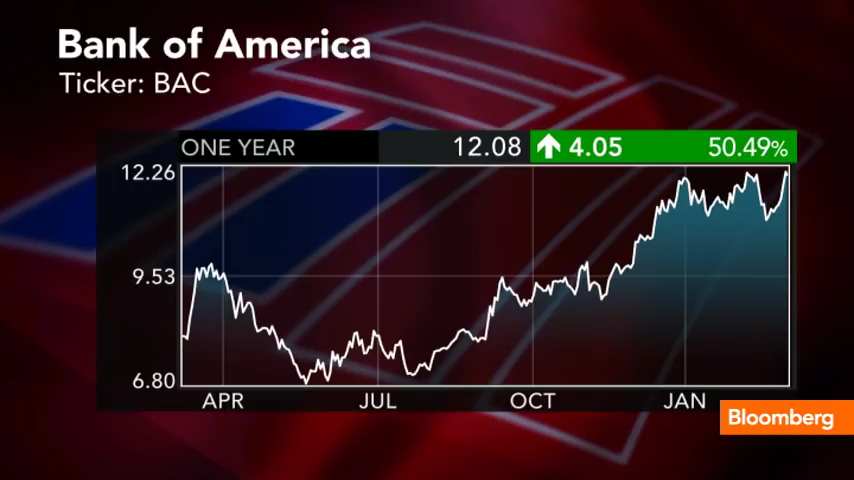 Bank of America
Ticker: BAC
ONE YEAR 12.08 4.05 50.49%
12.26
9.53
6.80
APR JUL OCT JAN
Bloomberg